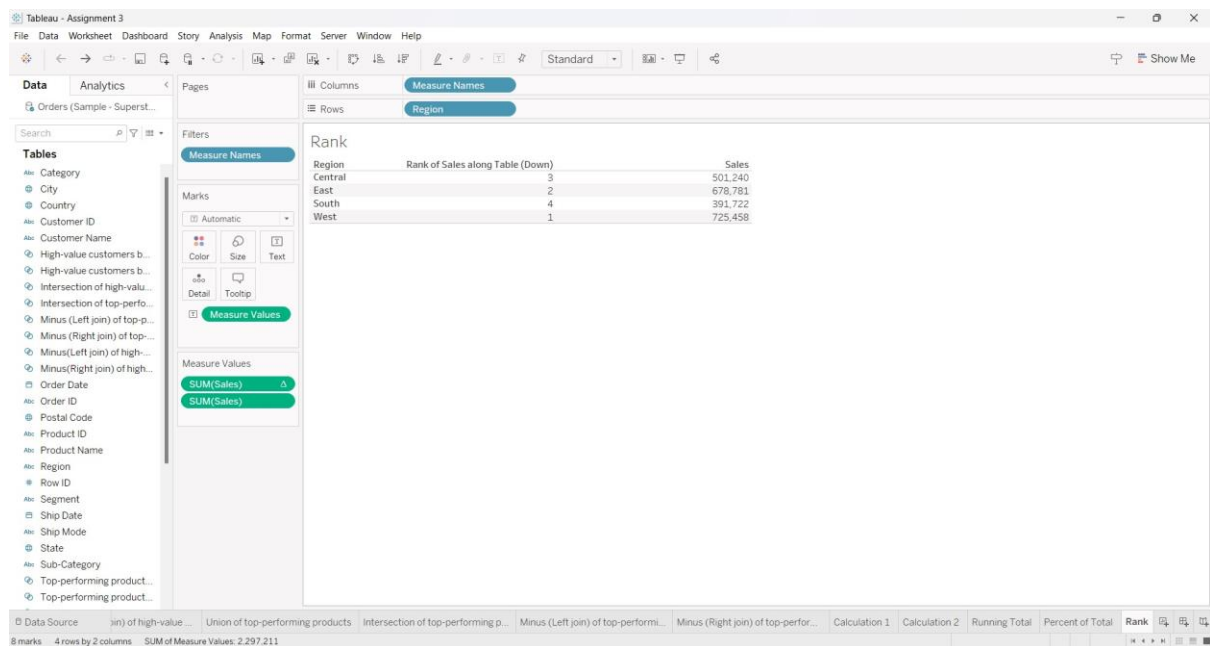 Tableau - Assignment 3
File Data Worksheet Dashboard Story Analysis Map Format Server Window Help
Standard
Show Me
Data Analytics
Orders (Sample - Superst...
Search
Tables
Abc Category
City
Country
Abc Customer ID
Abc Customer Name
High-value customers b...
High-value customers b...
Intersection of high-valu...
Intersection of top-perfo...
Minus (Left join) of top-p...
Minus (Right join) of top-...
Minus(Left join) of high-...
Minus(Right join) of high...
Order Date
Abc Order ID
Postal Code
Abc Product ID
Abc Product Name
Abc Region
Row ID
Abc Segment
Ship Date
Abc Ship Mode
State
Abc Sub-Category
Top-performing product...
Top-performing product...
Pages
Filters
Measure Names
Marks
Automatic
Color Size Text
Detail Tooltip
Measure Values
Measure Values
SUM(Sales) Δ
SUM(Sales)
Columns Measure Names
Rows Region
Rank
Region Rank of Sales along Table (Down) Sales
Central 3 501,240
East 2 678,781
South 4 391,722
West 1 725,458
Data Source oin) of high-value ... Union of top-performing products Intersection of top-performing p... Minus (Left join) of top-performi... Minus (Right join) of top-perfor... Calculation 1 Calculation 2 Running Total Percent of Total Rank
8 marks 4 rows by 2 columns SUM of Measure Values: 2,297,211